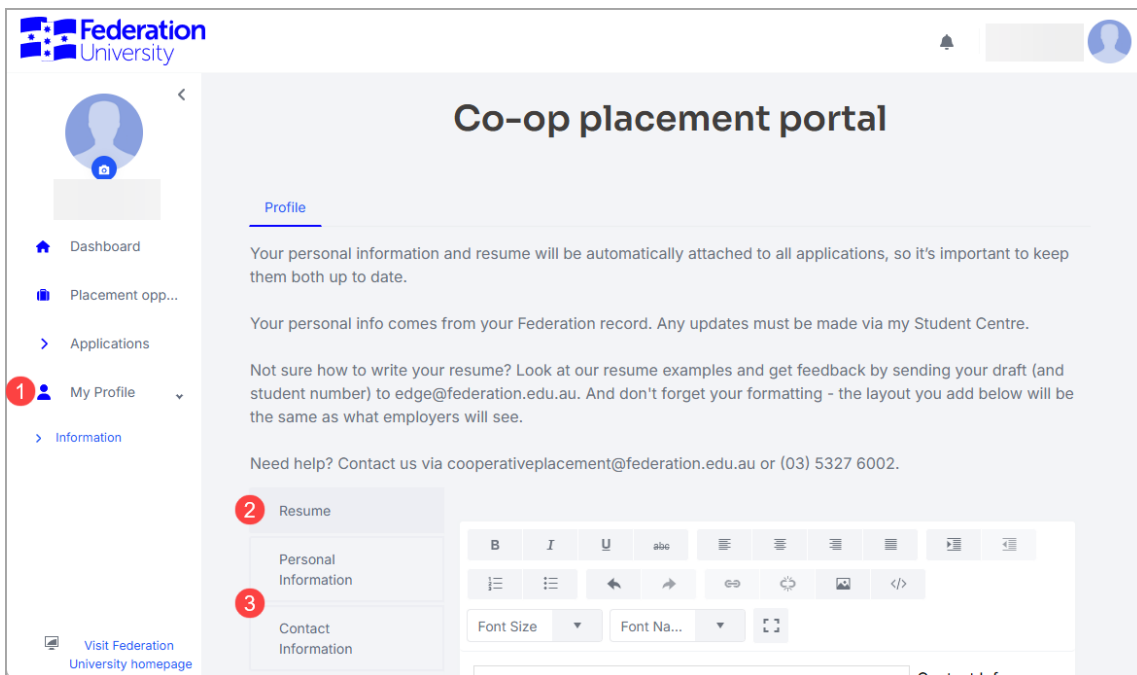 Federation
University
Co-op placement portal
Profile
Dashboard
Placement opp...
Applications
1
My Profile
Information
Your personal information and resume will be automatically attached to all applications, so it's important to keep
them both up to date.
Your personal info comes from your Federation record. Any updates must be made via my Student Centre.
Not sure how to write your resume? Look at our resume examples and get feedback by sending your draft (and
student number) to edge@federation.edu.au. And don't forget your formatting - the layout you add below will be
the same as what employers will see.
Need help? Contact us via cooperativeplacement@federation.edu.au or (03) 5327 6002.
2
Resume
Personal
Information
3
Contact
Information
B I U abc
Font Size
Font Na...
Visit Federation
University homepage